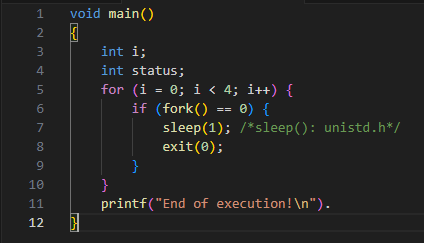 1 void main()
2 {
3 int i;
4 int status;
5 for (i = 0; i < 4; i++) {
6 if (fork() == 0) {
7 sleep(1); /*sleep(): unistd.h*/
8 exit(0);
9 }
10 }
11 printf("End of execution!\n").
12 }